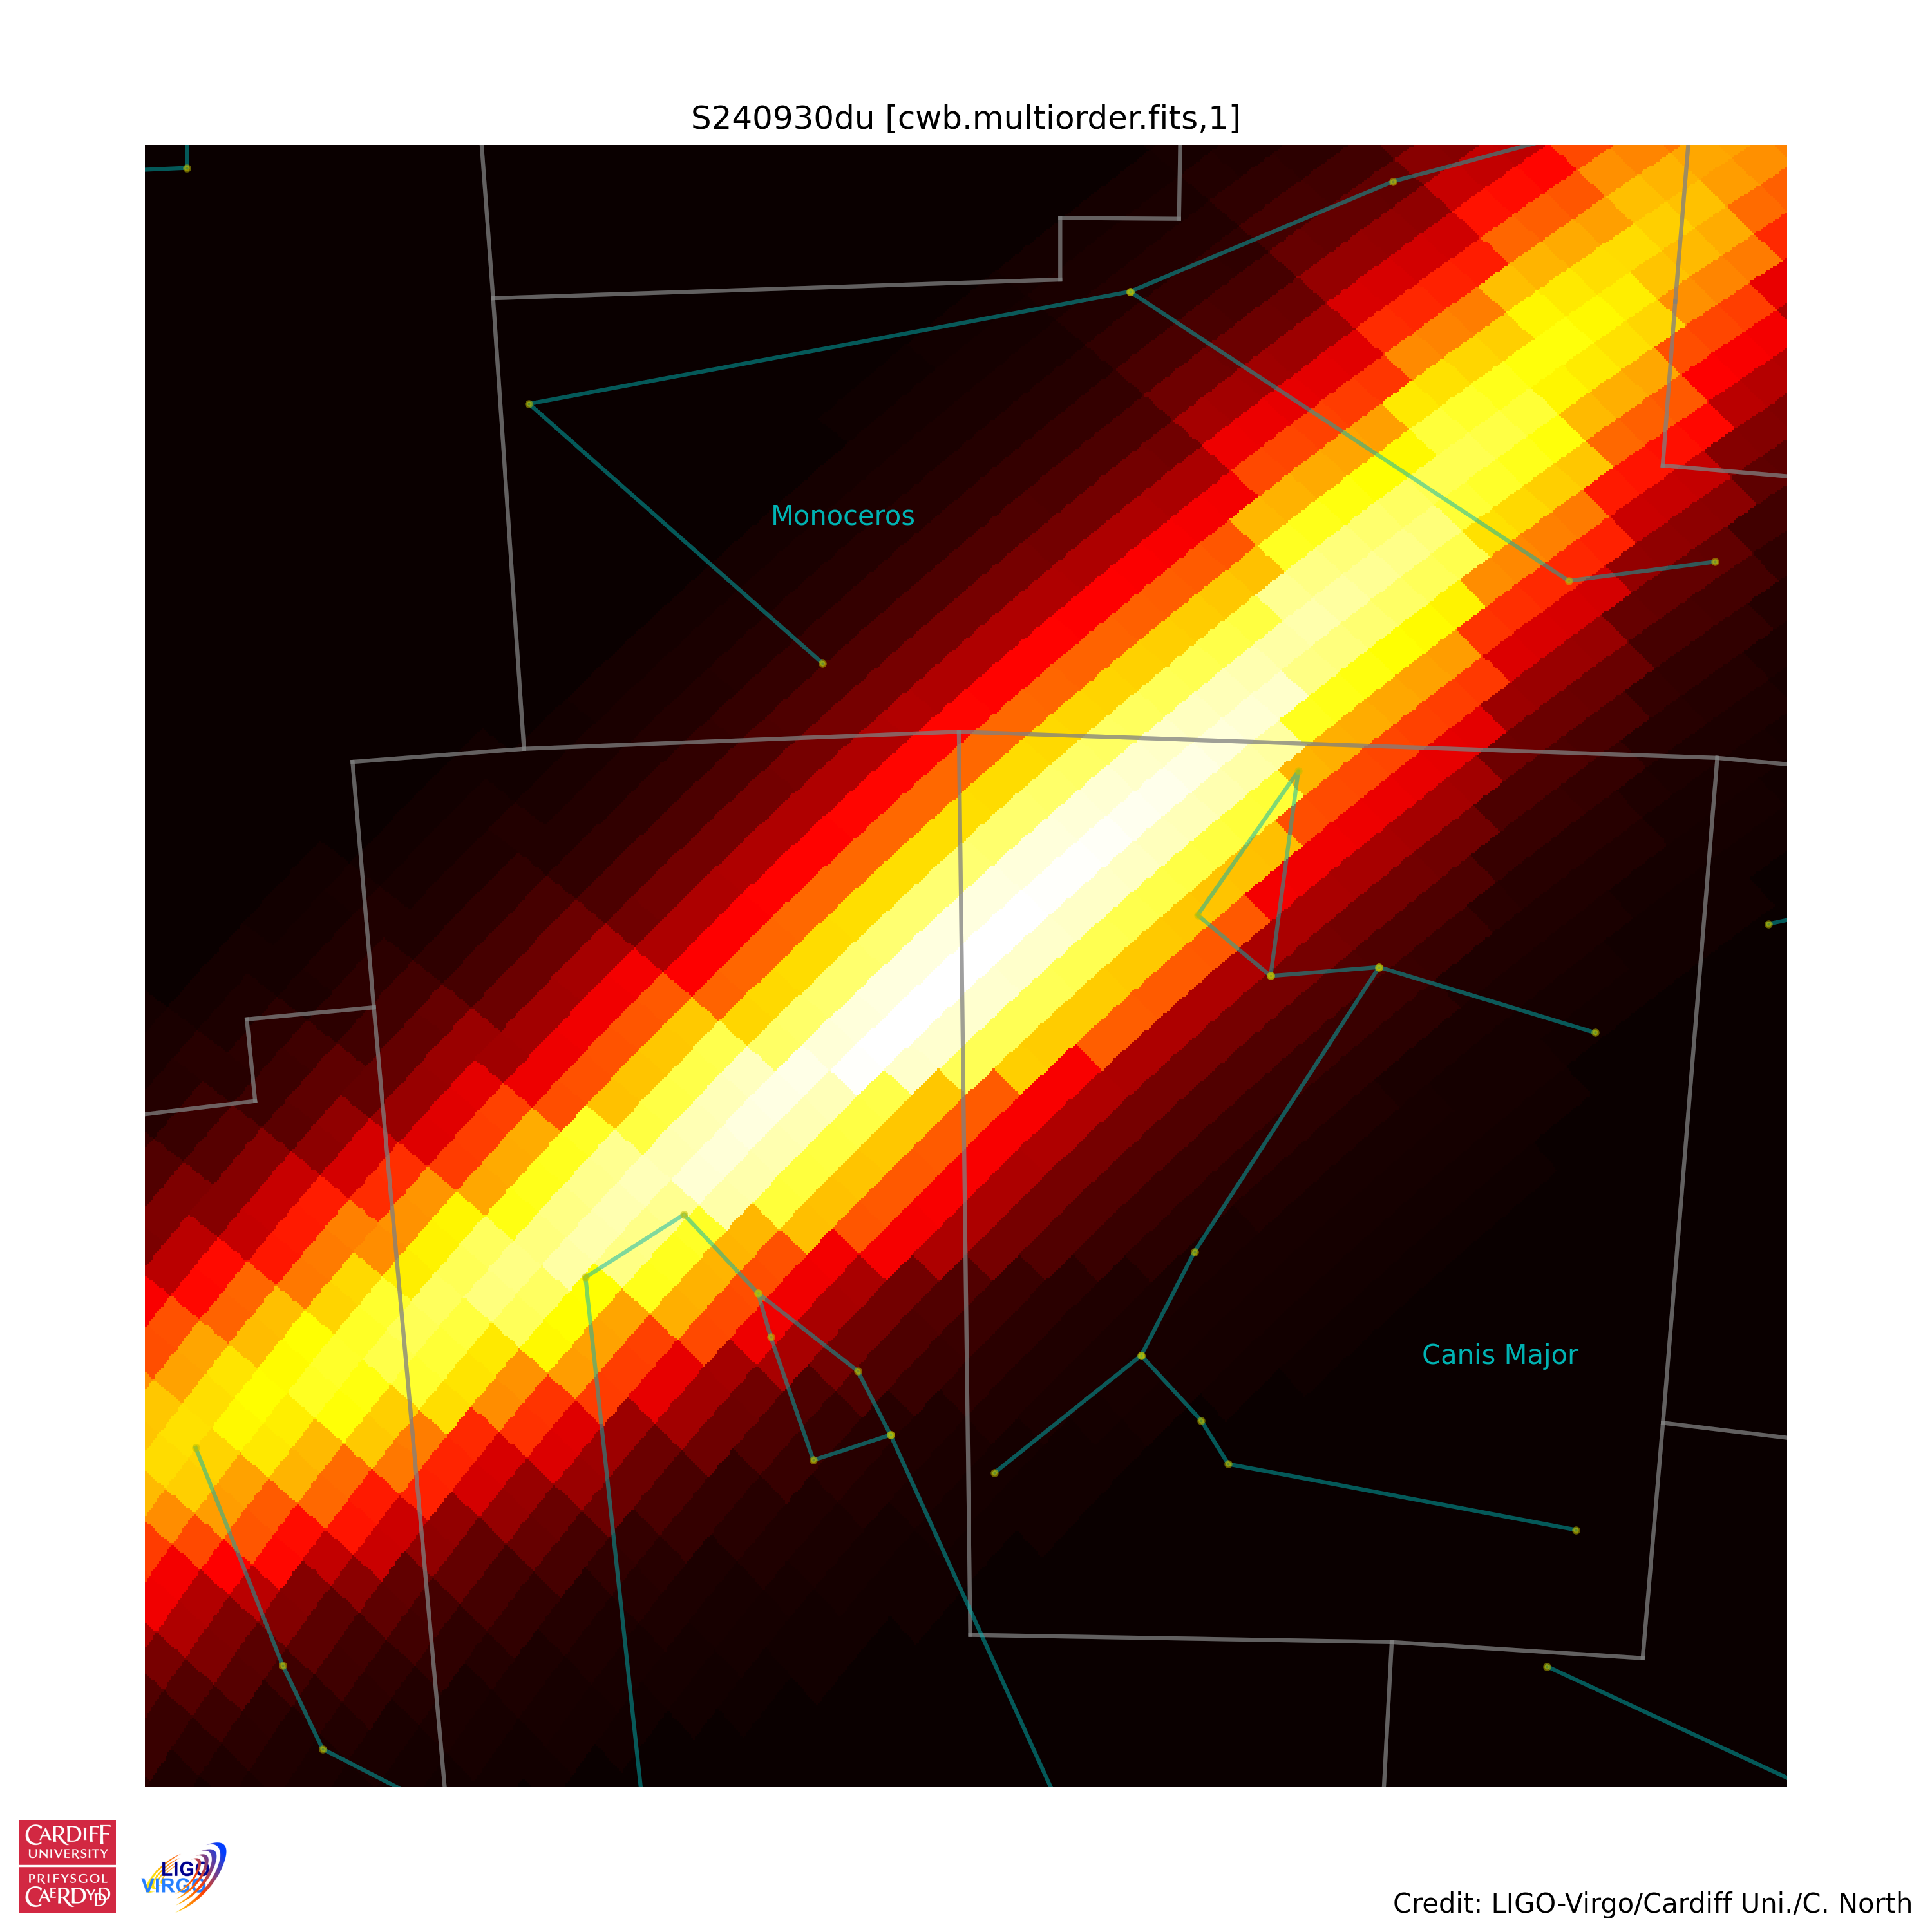 S240930du [cwb.multiorder.fits,1]
Monoceros
Canis Major
CARDIFF
UNIVERSITY
PRIFYSGOL
CAERDYDD
LIGO
VIRGO
Credit: LIGO-Virgo/Cardiff Uni./C. North